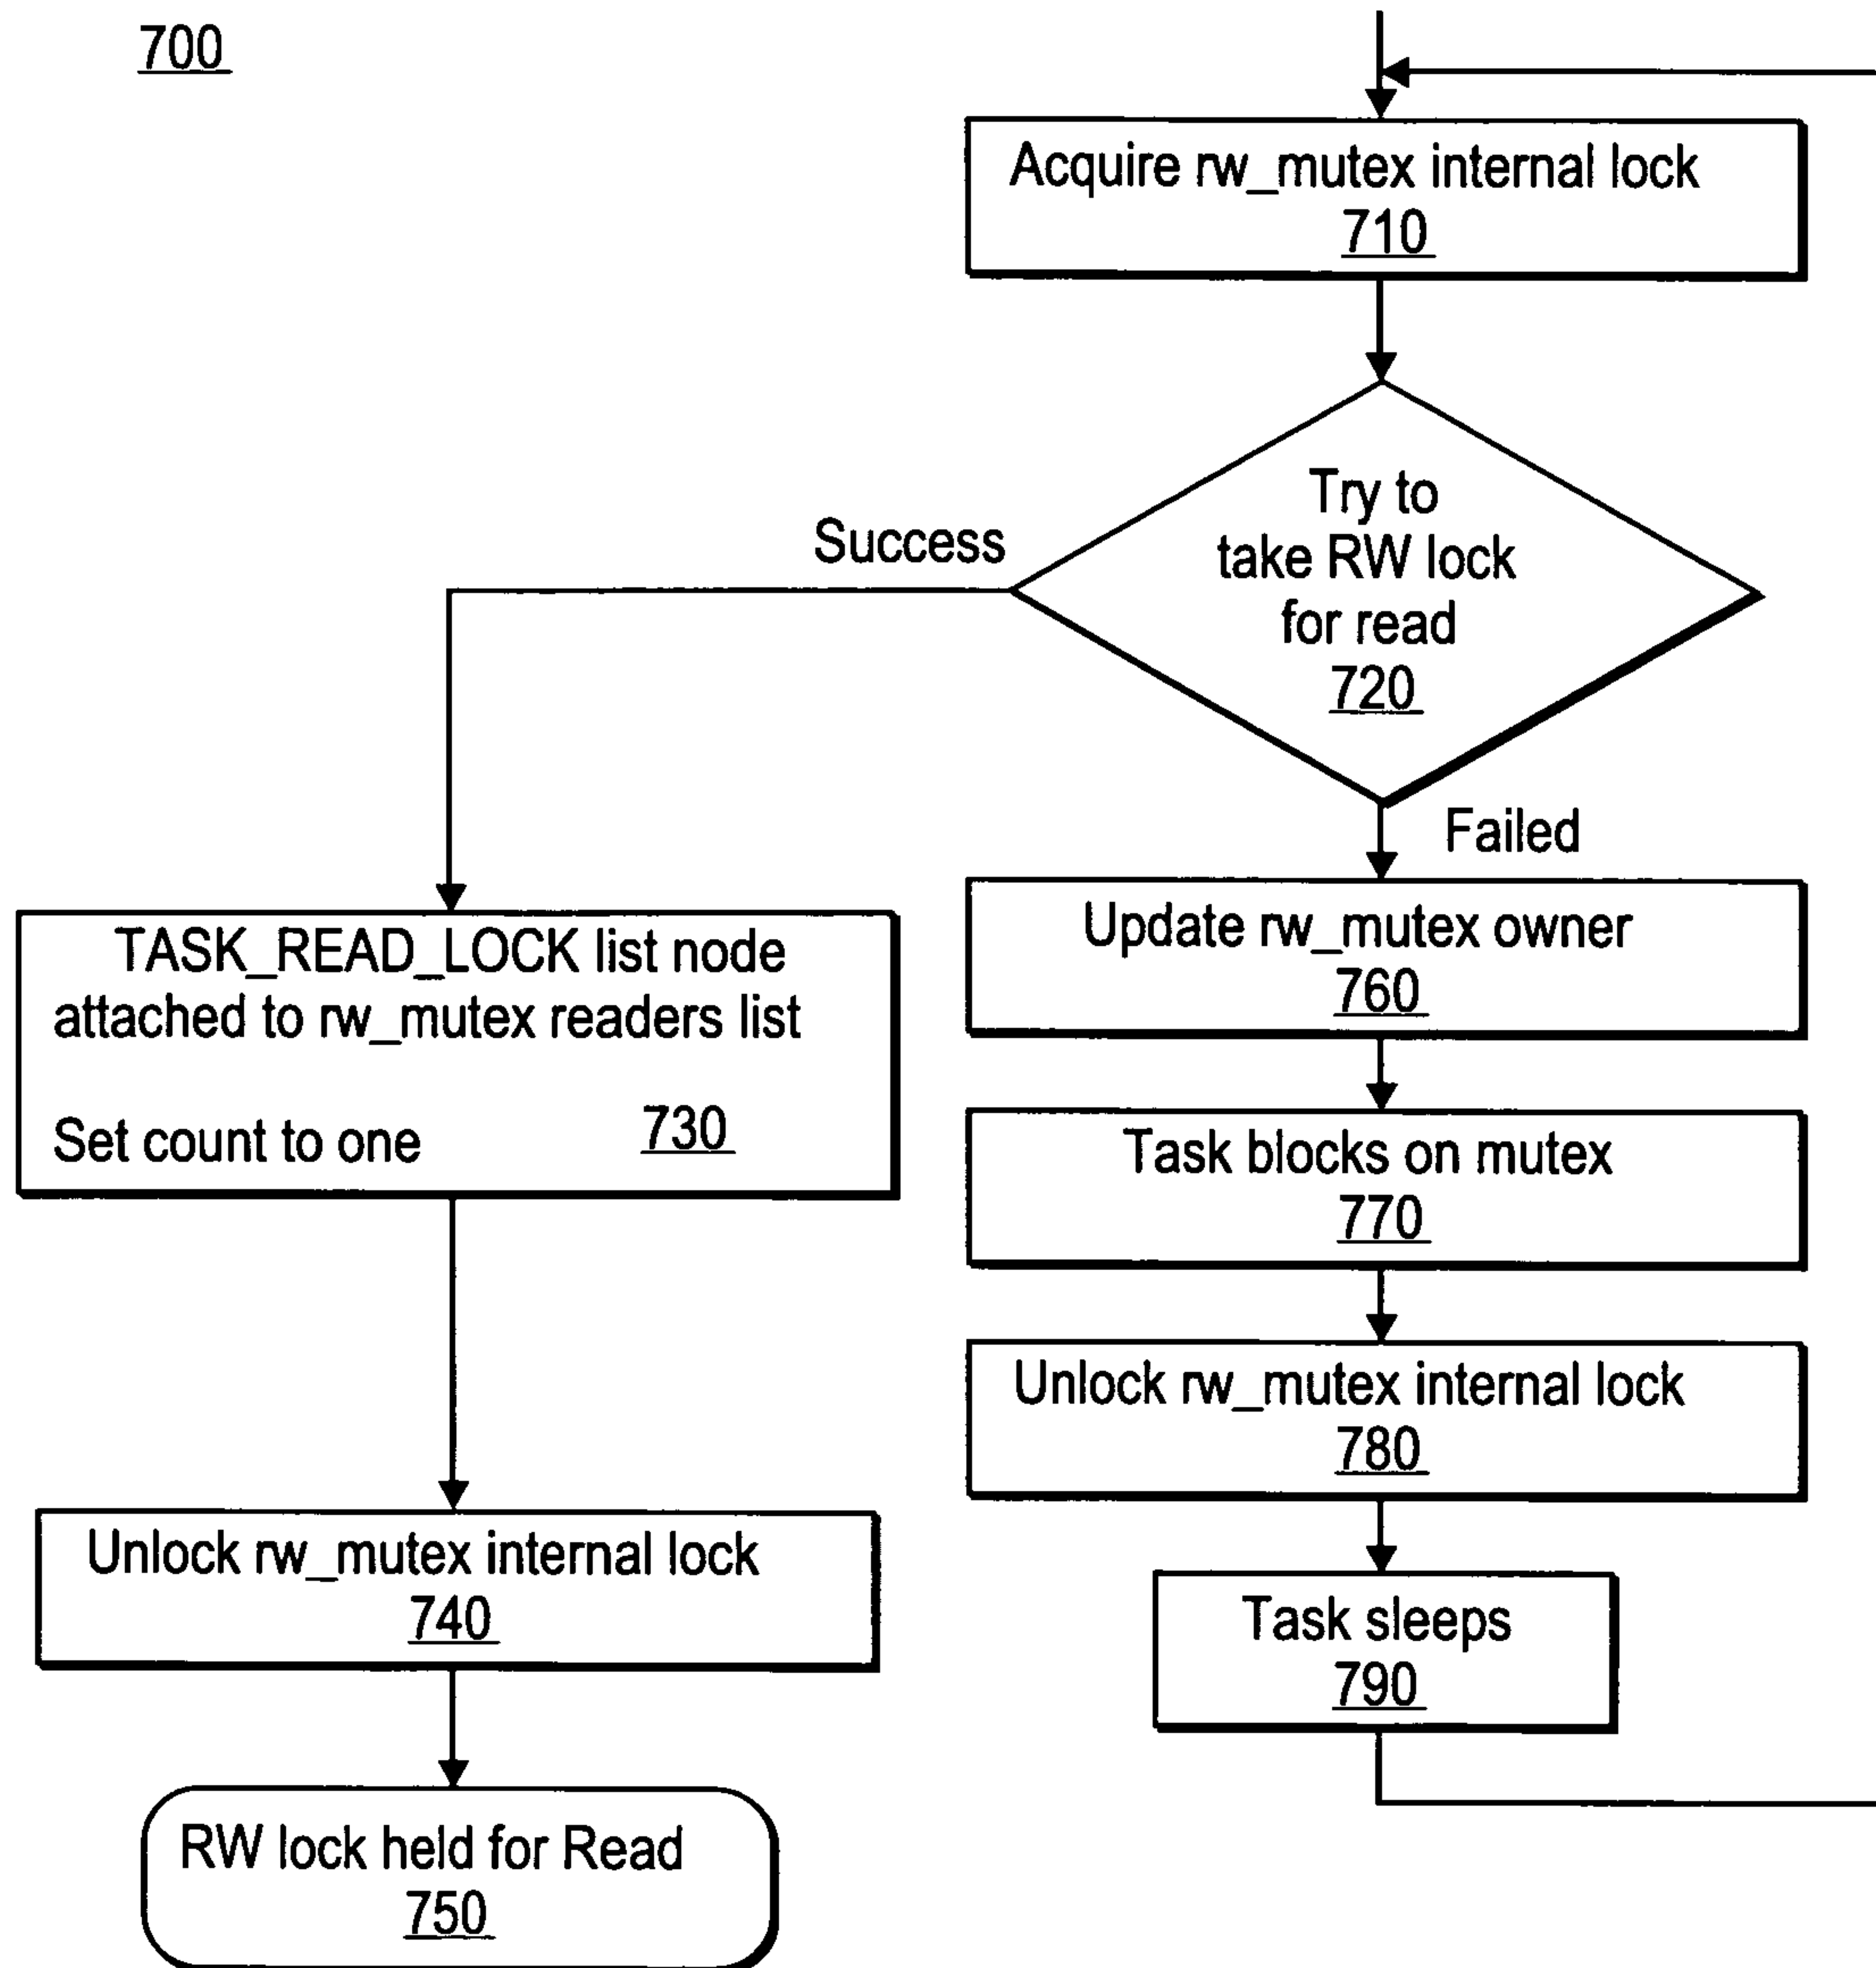 700
Acquire rw_mutex internal lock
710
Try to
take RW lock
for read
720
Success
Failed
TASK_READ_LOCK list node
attached to rw_mutex readers list
Set count to one 730
Unlock rw_mutex internal lock
740
RW lock held for Read
750
Update rw_mutex owner
760
Task blocks on mutex
770
Unlock rw_mutex internal lock
780
Task sleeps
790